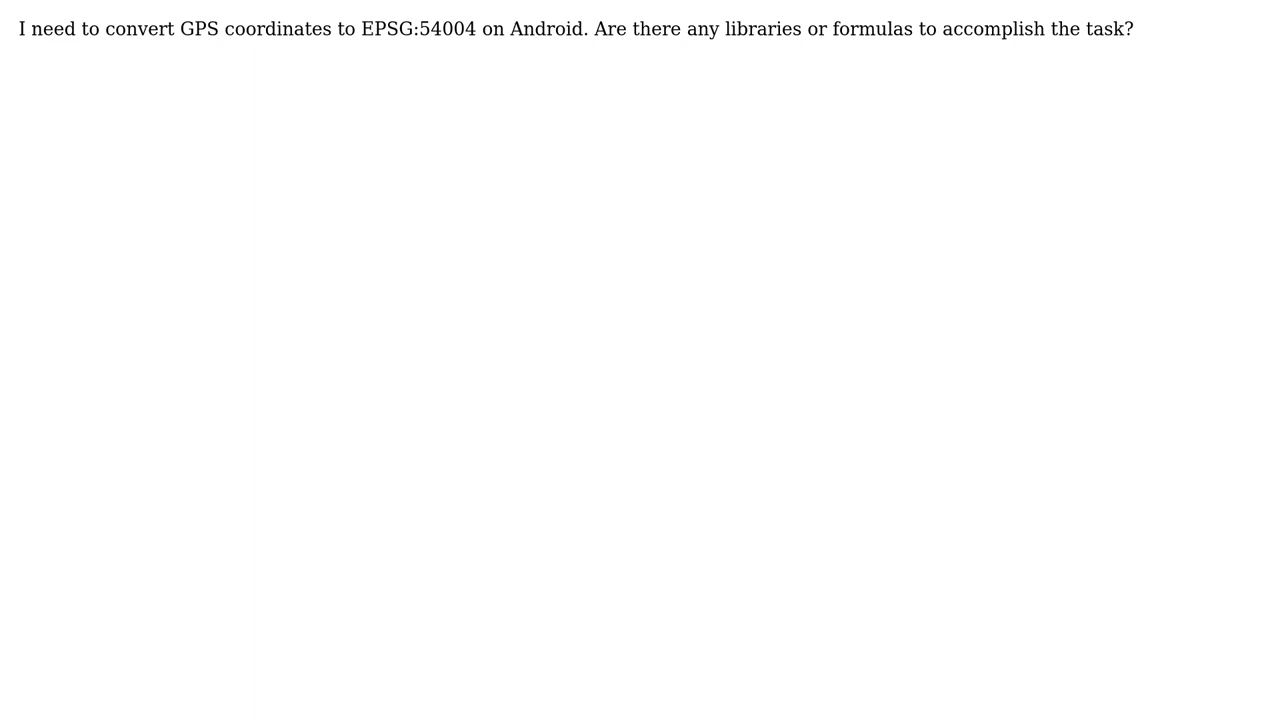 I need to convert GPS coordinates to EPSG:54004 on Android. Are there any libraries or formulas to accomplish the task?